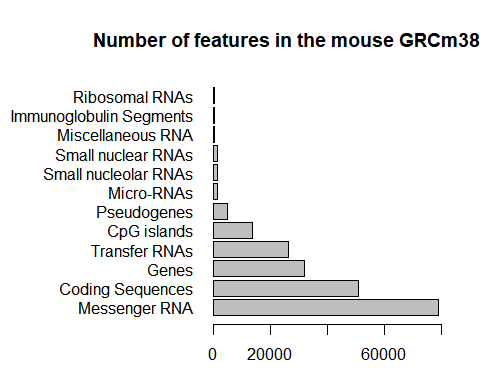 Number of features in the mouse GRCm38
Ribosomal RNAs
Immunoglobulin Segments
Miscellaneous RNA
Small nuclear RNAs
Small nucleolar RNAs
Micro-RNAs
Pseudogenes
CpG islands
Transfer RNAs
Genes
Coding Sequences
Messenger RNA
0 20000 60000